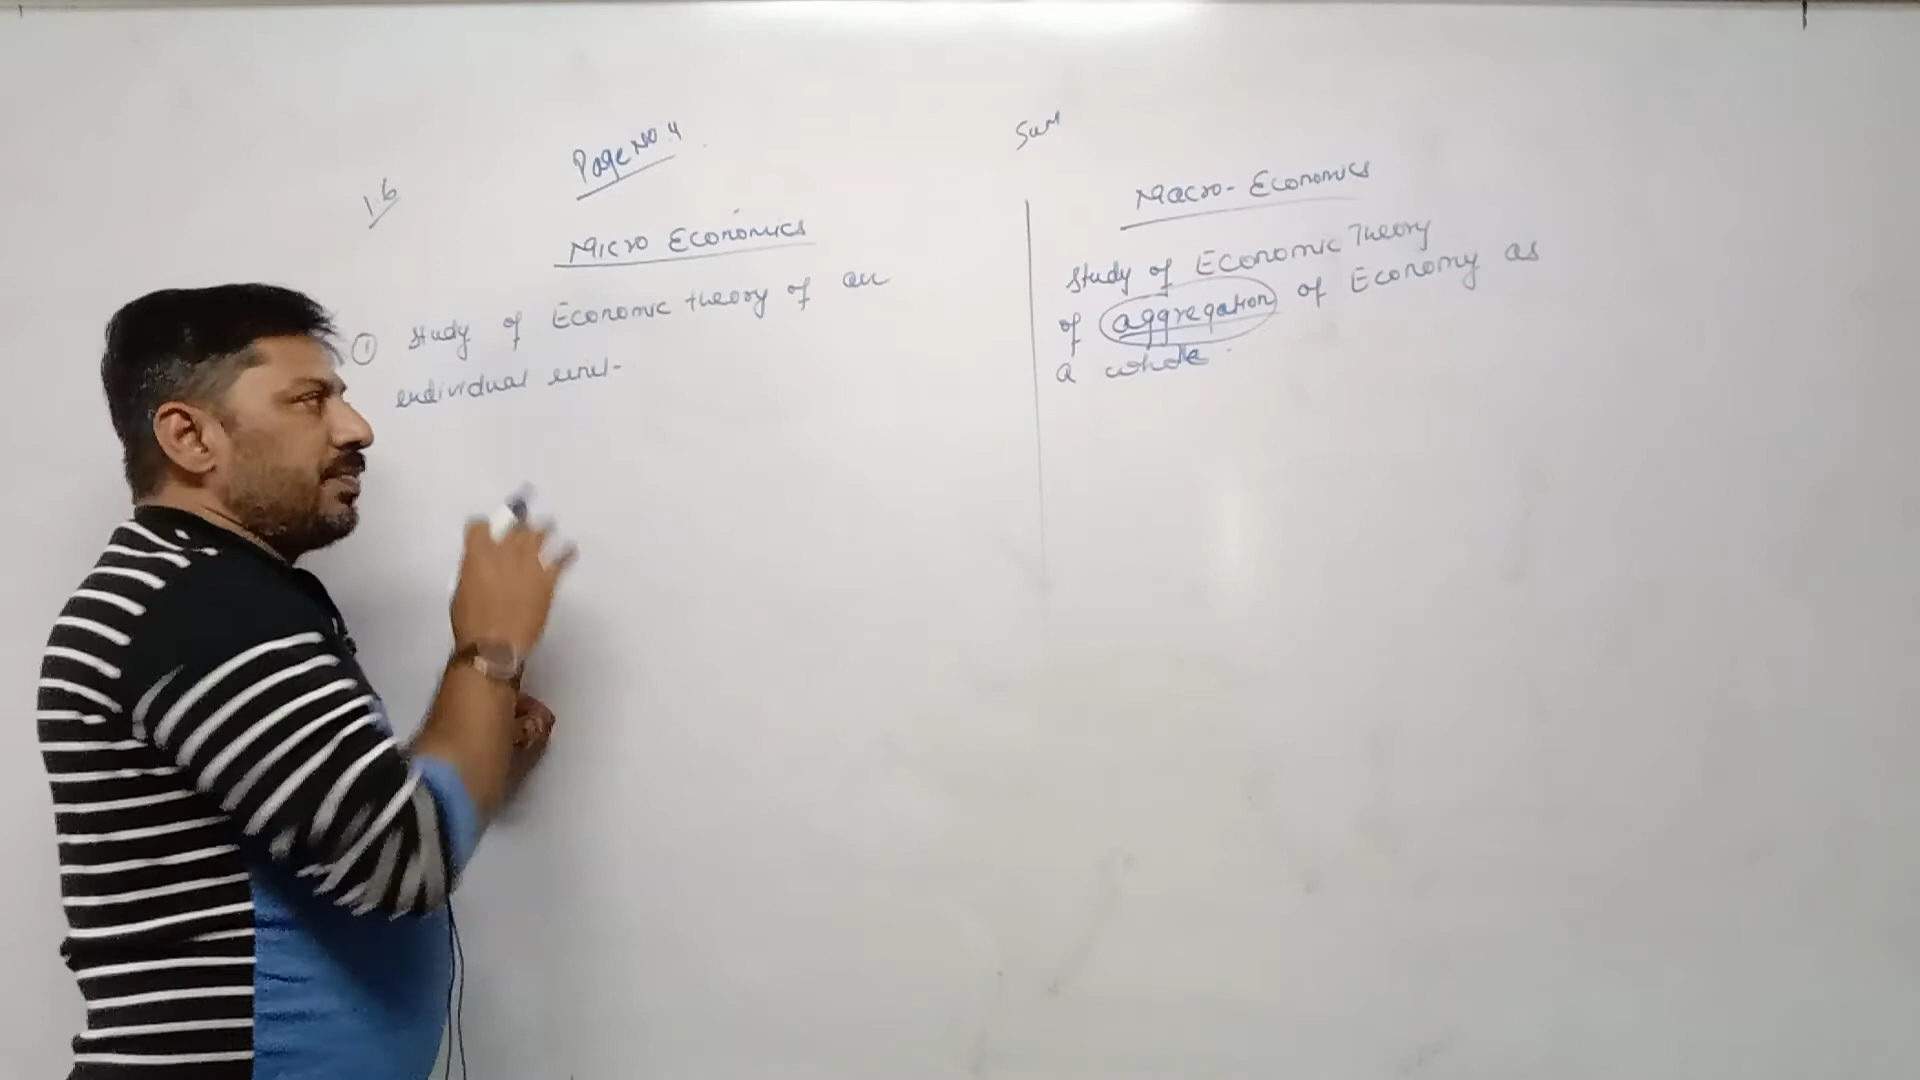 Page No. 4
1.6
Sum
Micro Economics
① Study of Economic theory of an
individual unit-
Macro-Economics
Study of Economic Theory
of aggregation of Economy as
a whole.